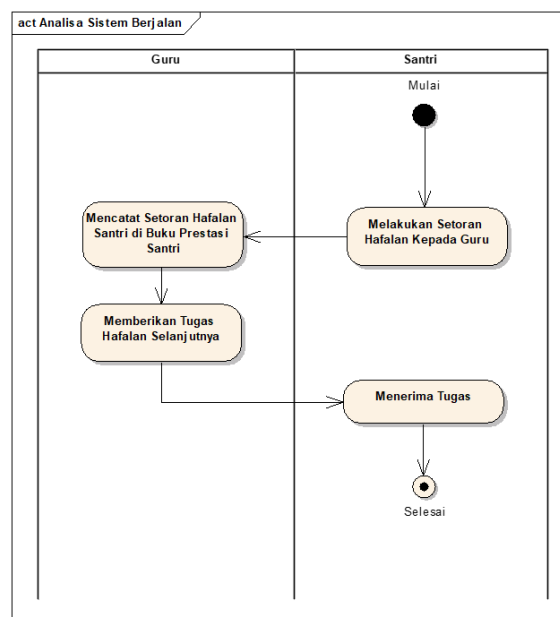 act Analisa Sistem Berjalan
Guru
Santri
Mulai
Melakukan Setoran
Hafalan Kepada Guru
Mencatat Setoran Hafalan
Santri di Buku Prestasi
Santri
Memberikan Tugas
Hafalan Selanjutnya
Menerima Tugas
Selesai